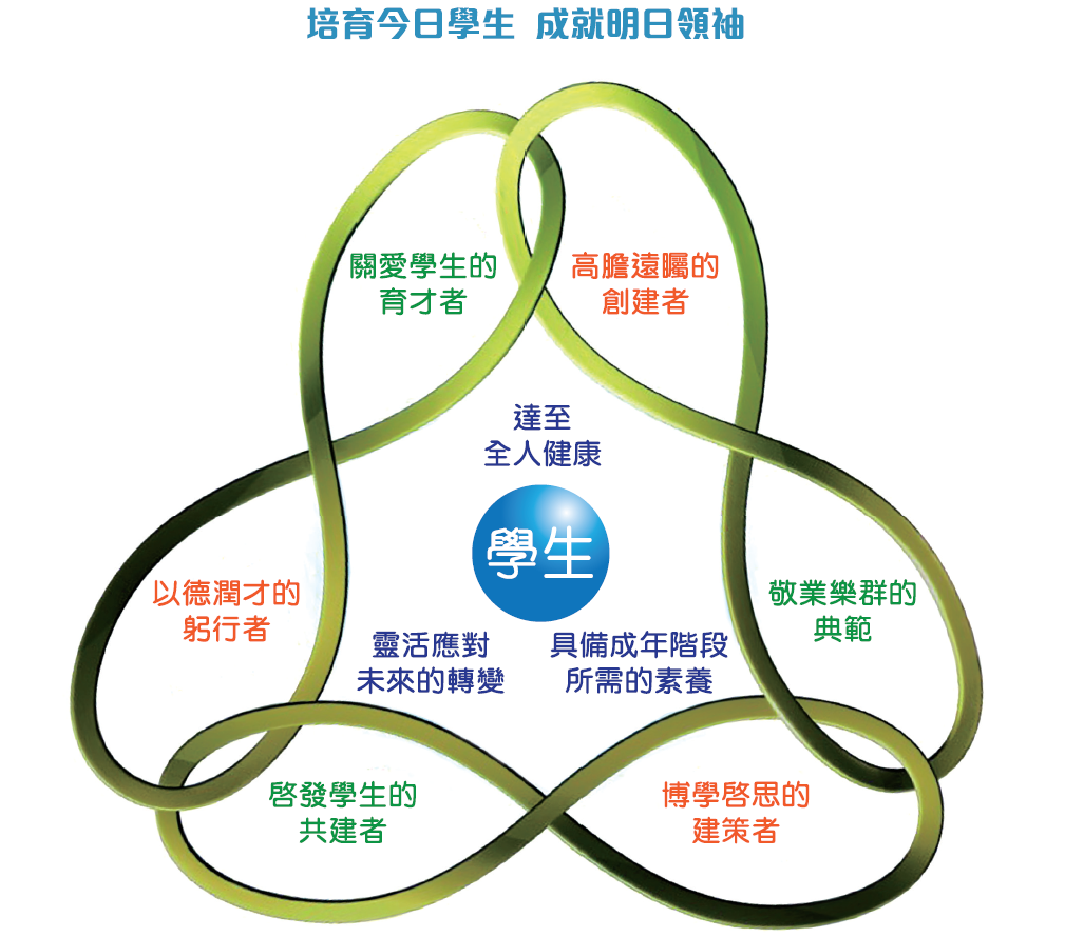 培育今日學生 成就明日領袖
關愛學生的
育才者
高膽遠矚的
創建者
達至
全人健康
學生
以德潤才的
躬行者
敬業樂群的
典範
靈活應對
未來的轉變
具備成年階段
所需的素養
啓發學生的
共建者
博學啓思的
建策者